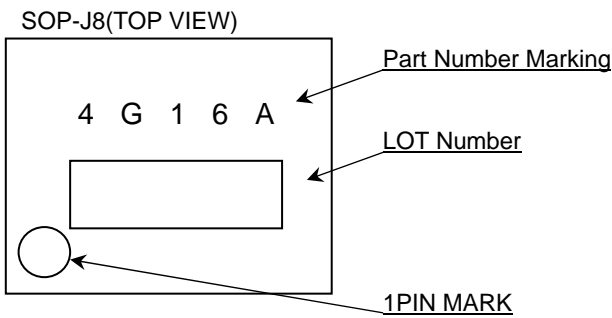 SOP-J8(TOP VIEW)
Part Number Marking
4 G 1 6 A
LOT Number
1PIN MARK